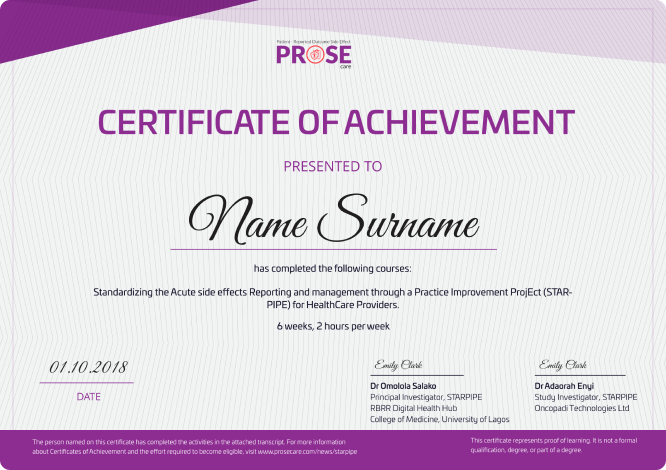 Patient - Reported Outcome Side Effect
PROSE
care
CERTIFICATE OF ACHIEVEMENT
PRESENTED TO
Name Surname
has completed the following courses:
Standardizing the Acute side effects Reporting and management through a Practice Improvement ProjEct (STAR-
PIPE) for HealthCare Providers.
6 weeks, 2 hours per week
01.10.2018
DATE
Emily Clark
Dr Omolola Salako
Principal Investigator, STARPIPE
RBRR Digital Health Hub
College of Medicine, University of Lagos
Emily Clark
Dr Adaorah Enyi
Study Investigator, STARPIPE
Oncopadi Technologies Ltd
The person named on this certificate has completed the activities in the attached transcript. For more information
about Certificates of Achievement and the effort required to become eligible, visit www.prosecare.com/news/starpipe
This certificate represents proof of learning. It is not a formal
qualification, degree, or part of a degree.